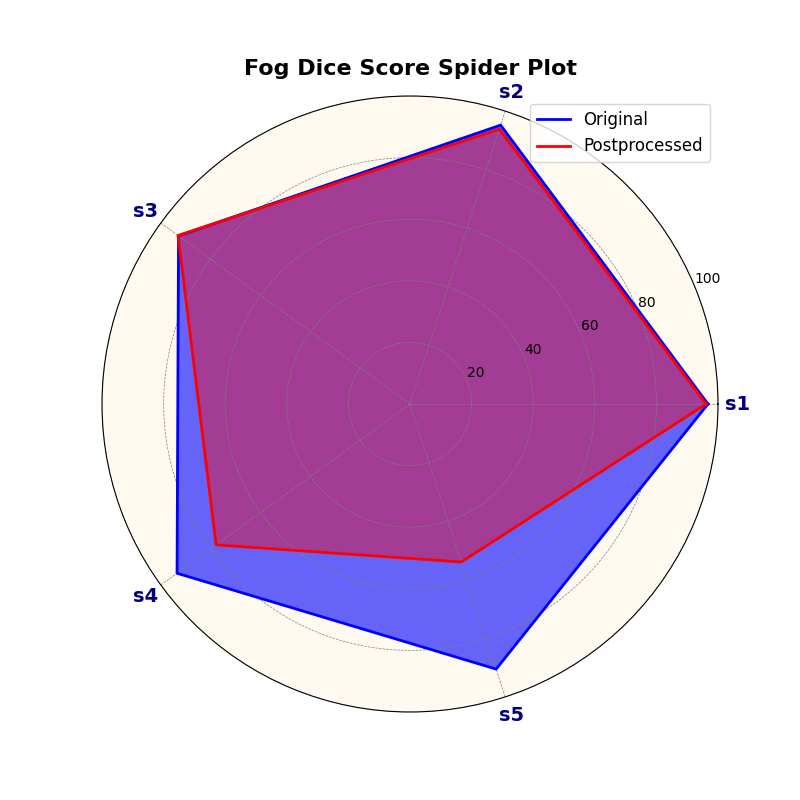 Fog Dice Score Spider Plot
s2
Original
Postprocessed
s3
100
80
60
40
20
s1
s4
s5